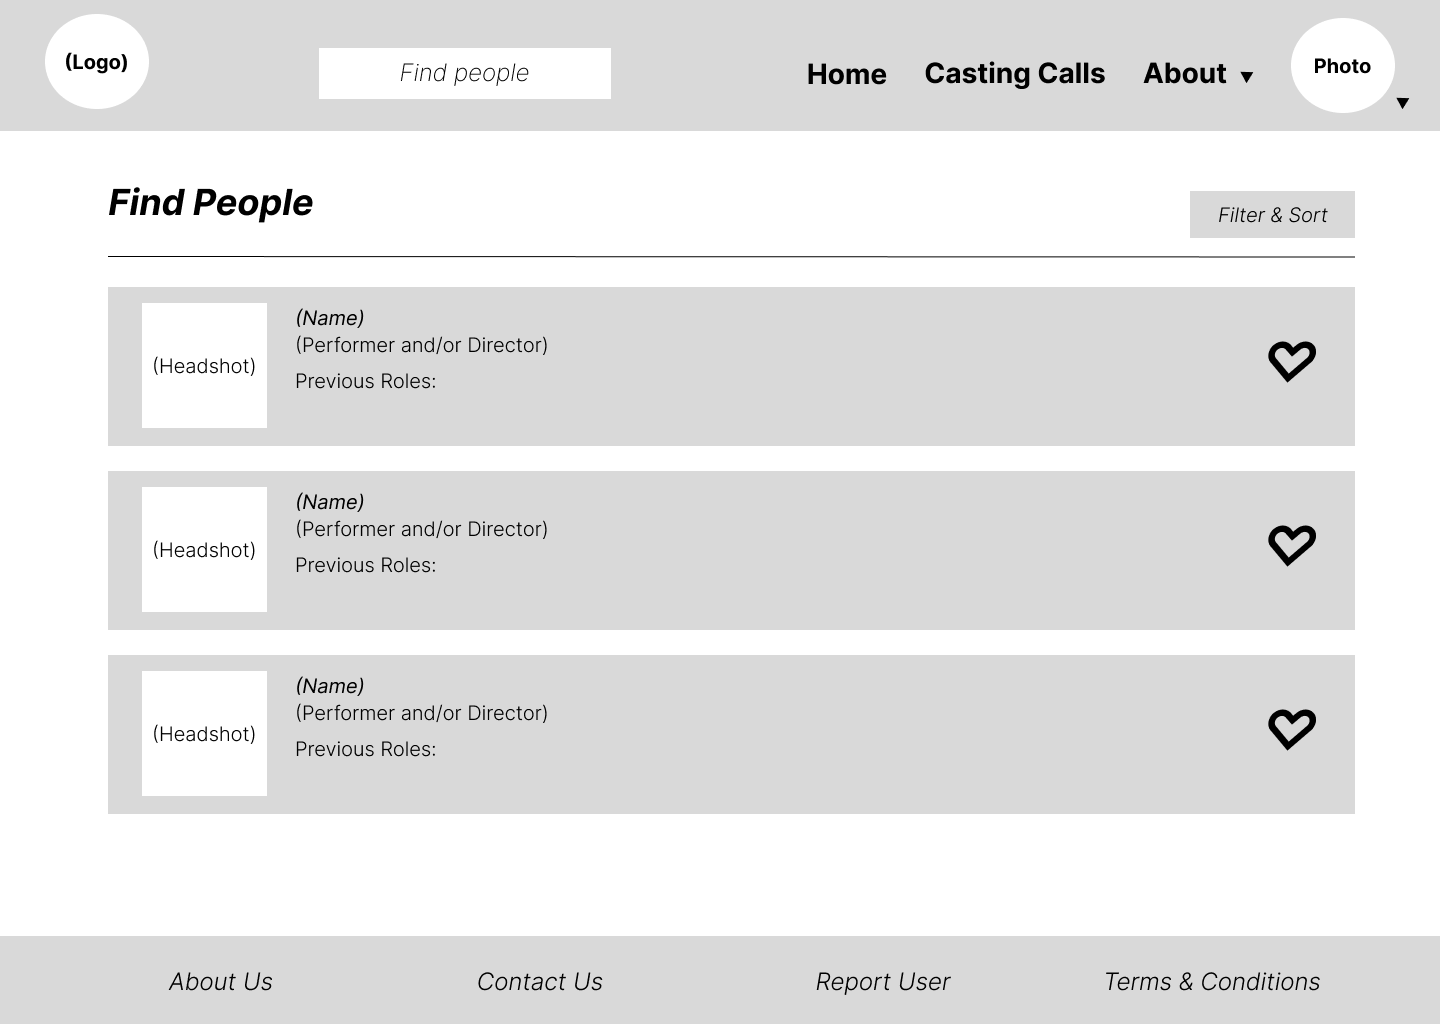 (Logo)
Find people
Home
Casting Calls
About
Photo
Find People
Filter & Sort
(Headshot)
(Name)
(Performer and/or Director)
Previous Roles:
(Headshot)
(Name)
(Performer and/or Director)
Previous Roles:
(Headshot)
(Name)
(Performer and/or Director)
Previous Roles:
About Us
Contact Us
Report User
Terms & Conditions